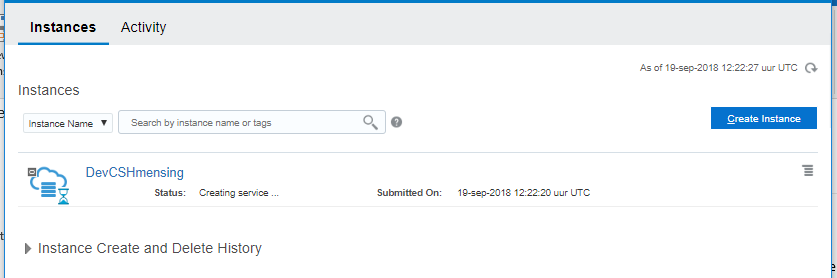 Instances Activity
As of 19-sep-2018 12:22:27 uur UTC
Instances
Instance Name ▼ Search by instance name or tags ? Create Instance
DevCSHmensing
Status: Creating service ... Submitted On: 19-sep-2018 12:22:20 uur UTC
Instance Create and Delete History